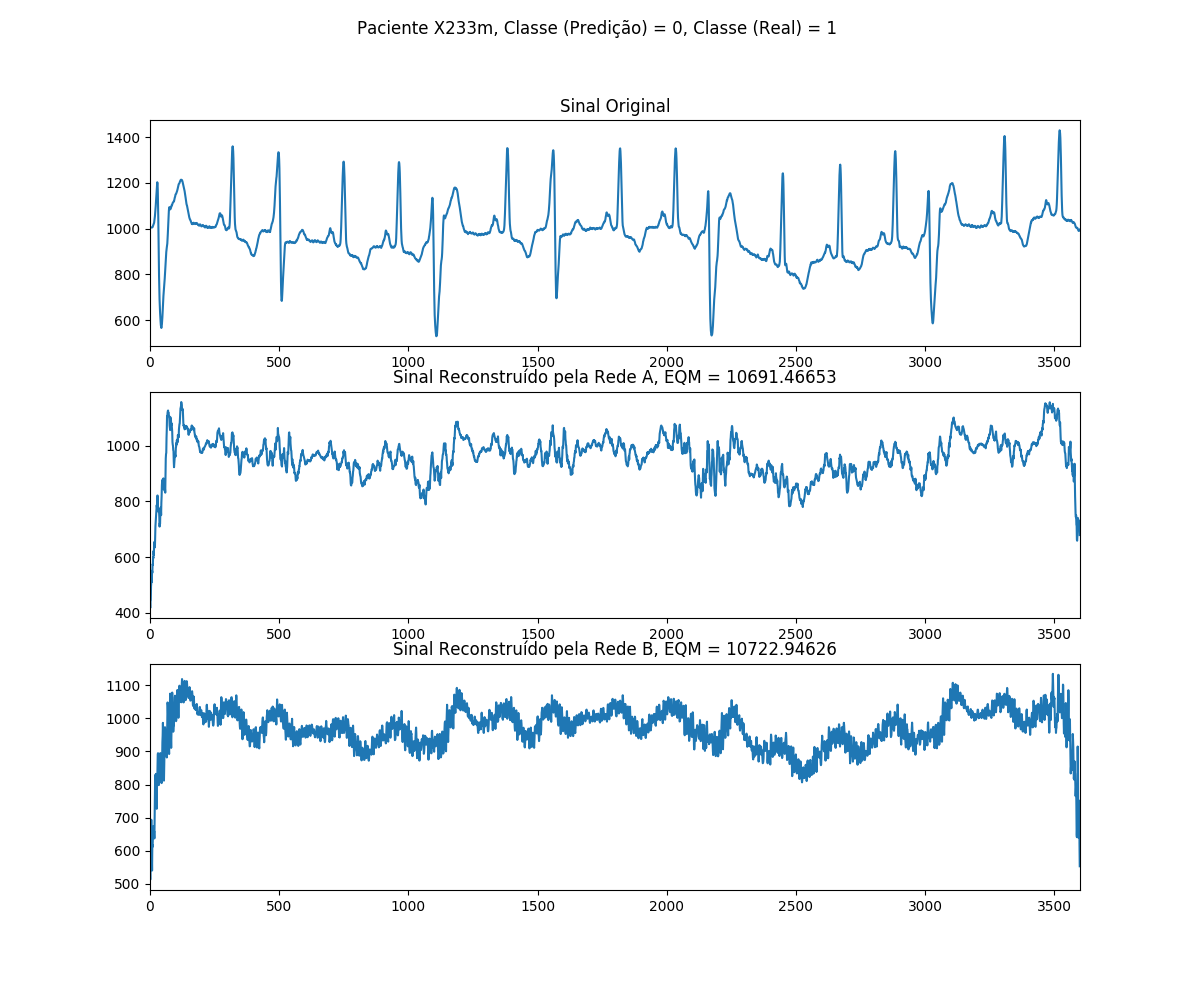 Paciente X233m, Classe (Predição) = 0, Classe (Real) = 1
Sinal Original
1400
1200
1000
800
600
0 500 1000 1500 2000 2500 3000 3500
Sinal Reconstruído pela Rede A, EQM = 10691.46653
1000
800
600
400
0 500 1000 1500 2000 2500 3000 3500
Sinal Reconstruído pela Rede B, EQM = 10722.94626
1100
1000
900
800
700
600
500
0 500 1000 1500 2000 2500 3000 3500